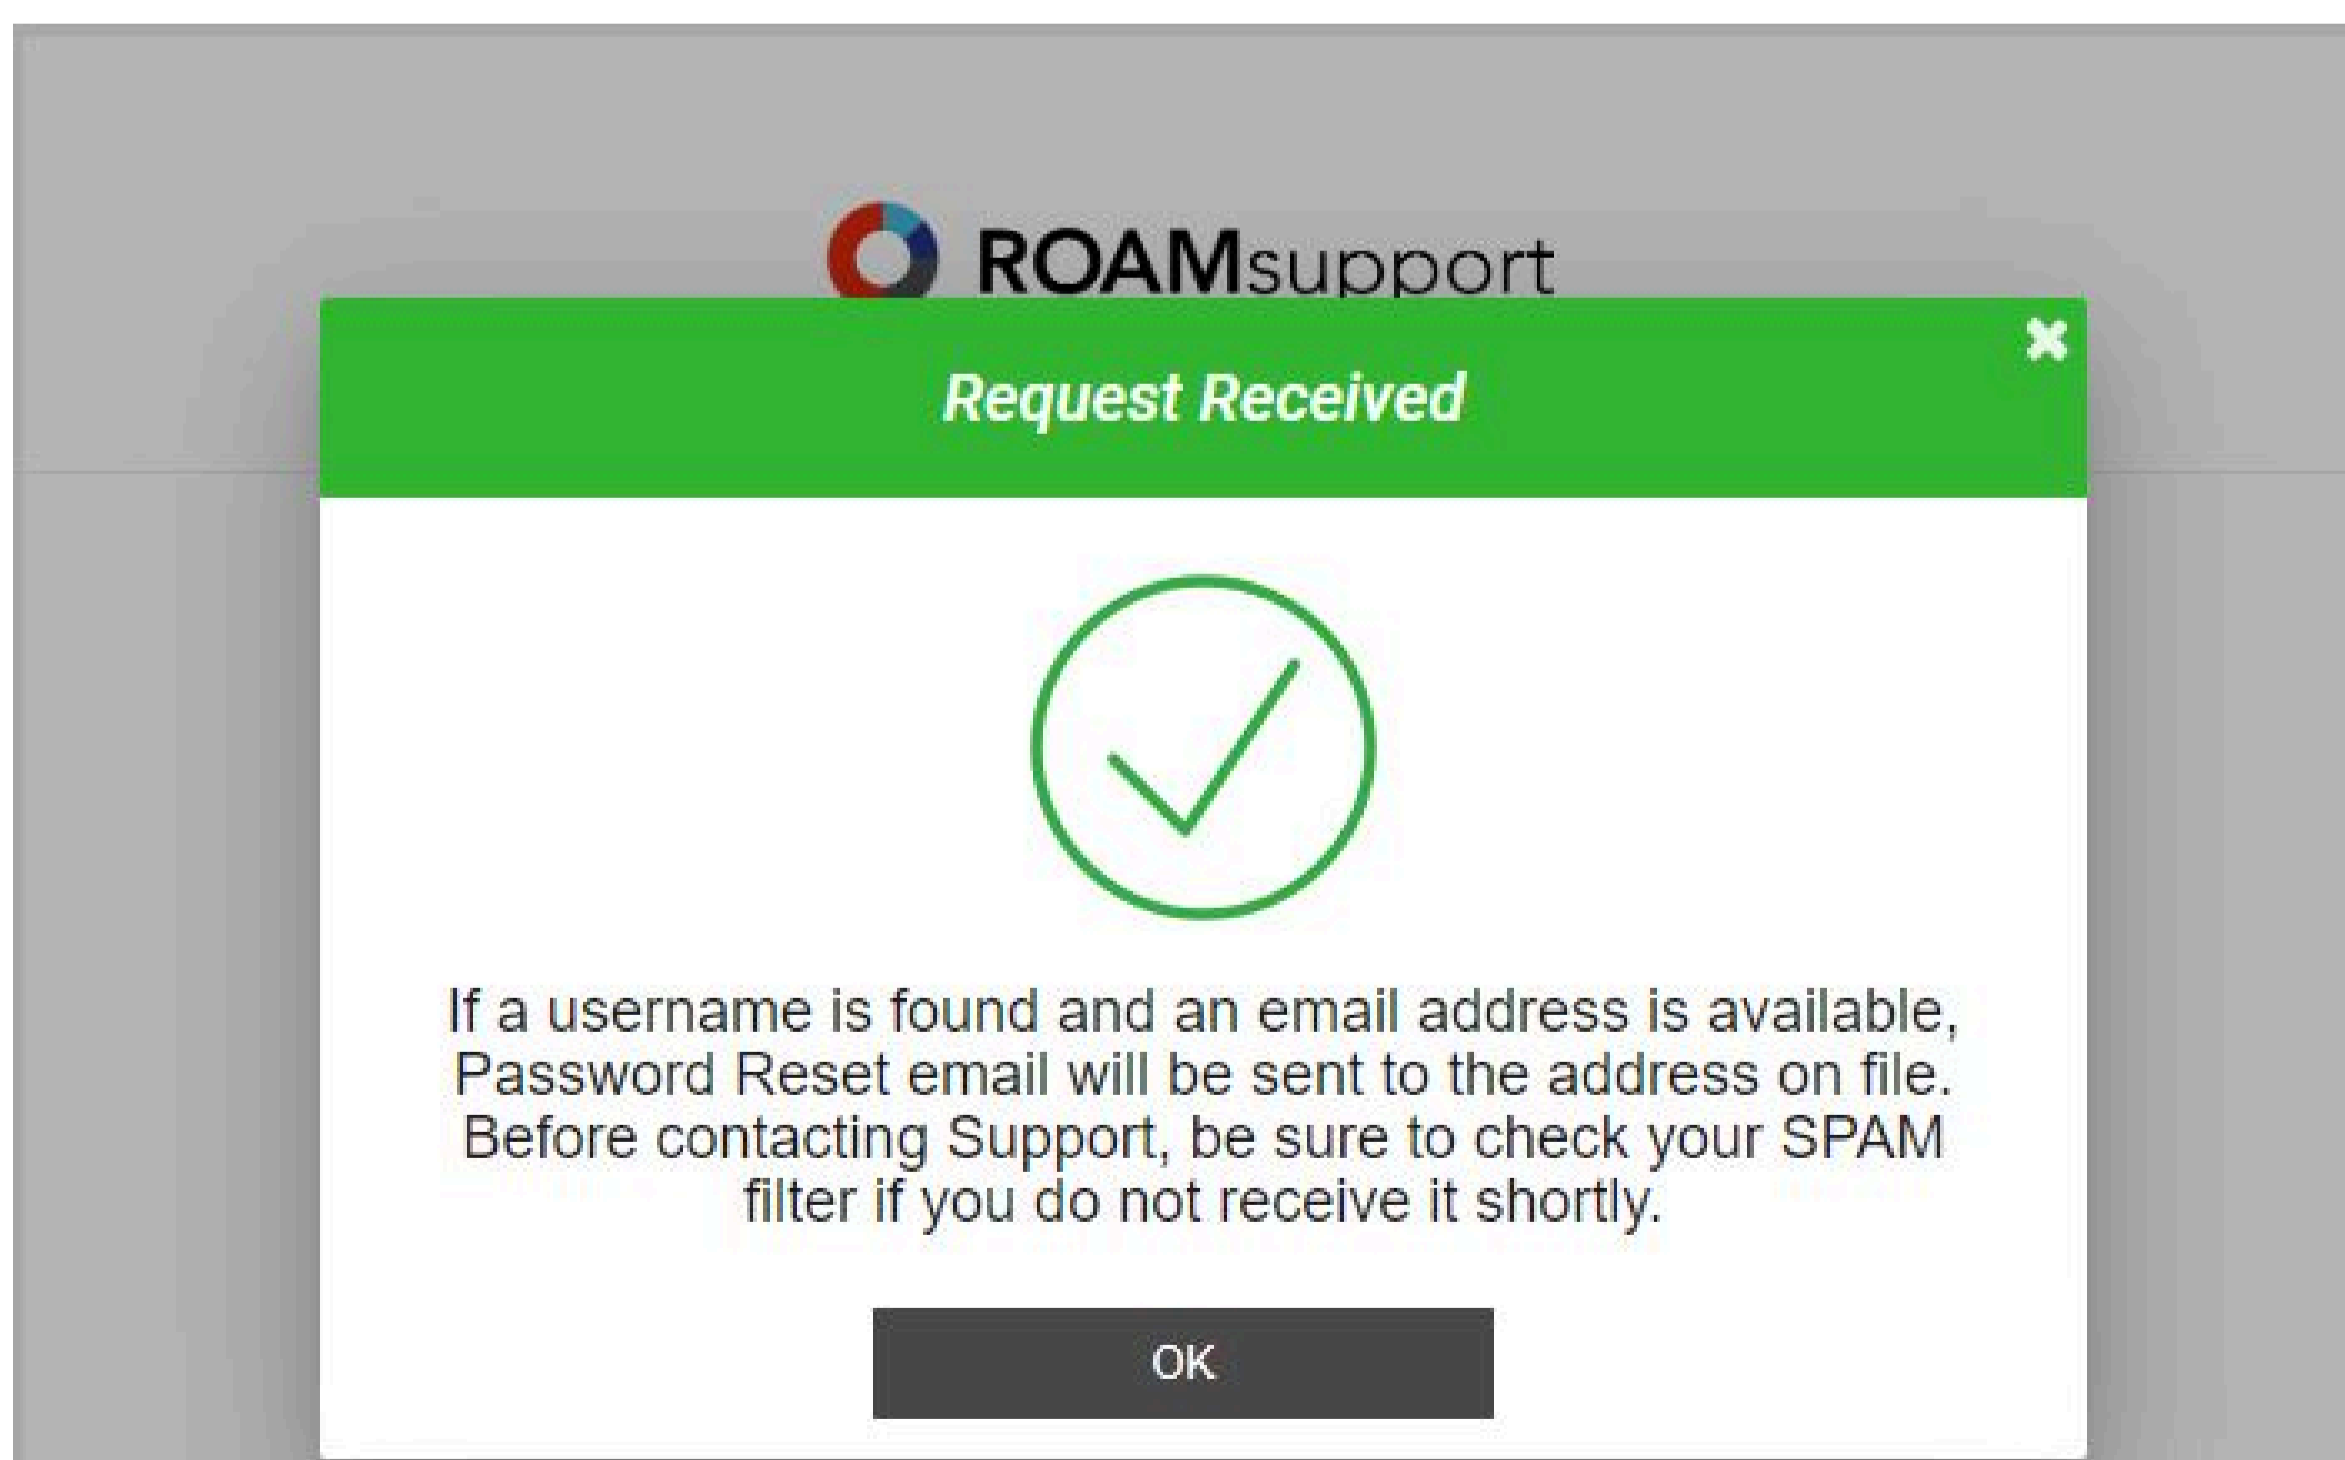 ROAMsupport
Request Received
If a username is found and an email address is available,
Password Reset email will be sent to the address on file.
Before contacting Support, be sure to check your SPAM
filter if you do not receive it shortly.
OK